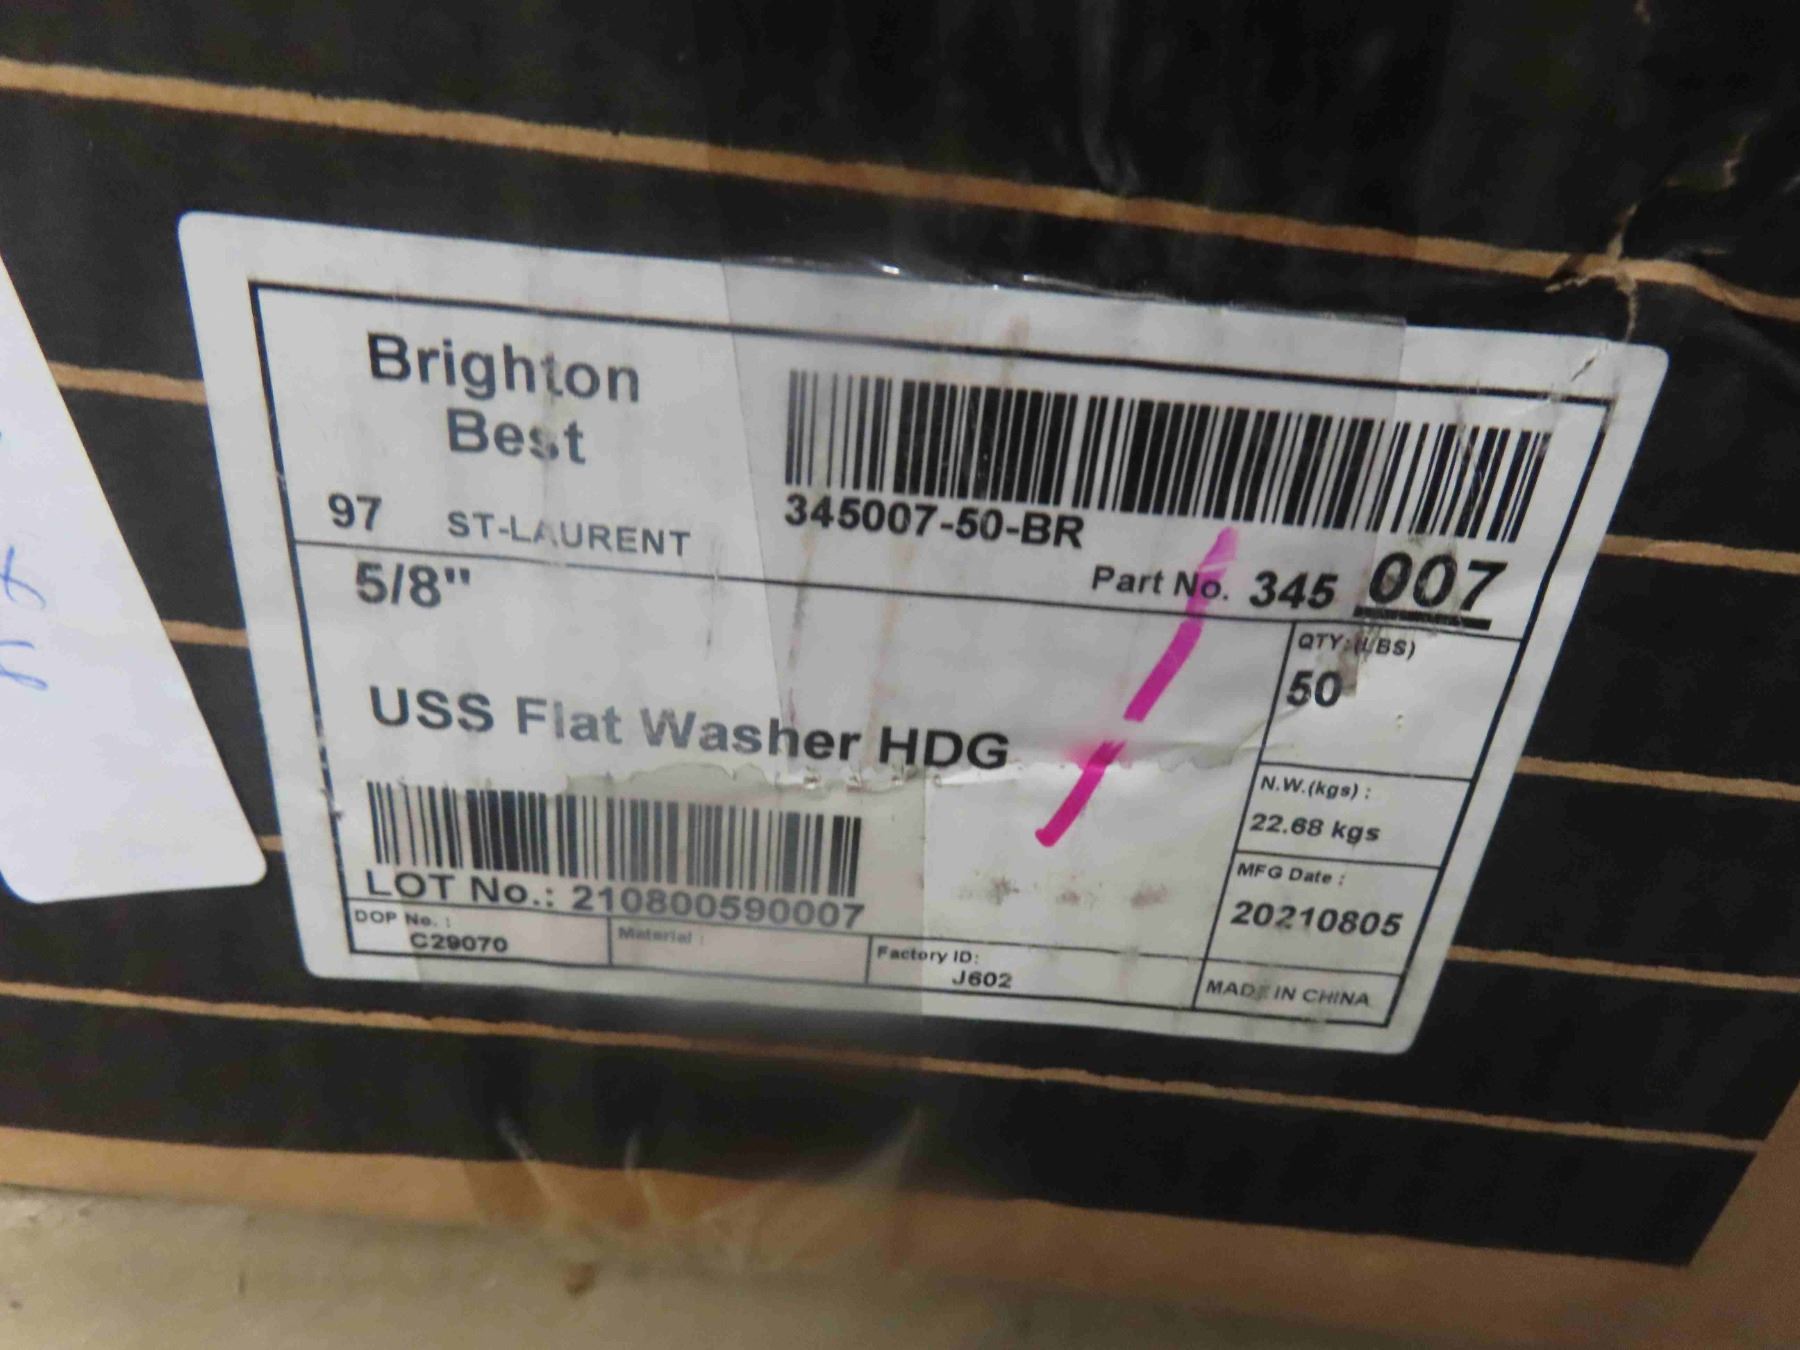 Brighton
Best
97 ST-LAURENT
345007-50-BR
Part No. 345 007
5/8"
USS Flat Washer HDG
QTY:(LBS)
50
N.W.(kgs) :
22.68 kgs
MFG Date :
20210805
LOT No.: 210800590007
DOP No. :
C29070
Material :
Factory ID:
J602
MADE IN CHINA